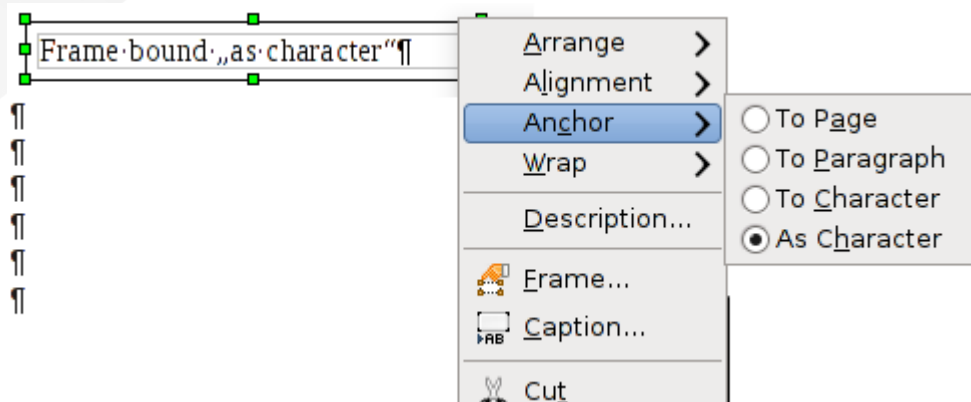 Frame·bound·„as·character“¶
¶
¶
¶
¶
¶
¶
Arrange
Alignment
Anchor
Wrap
Description...
Frame...
Caption...
Cut
To Page
To Paragraph
To Character
As Character
AB